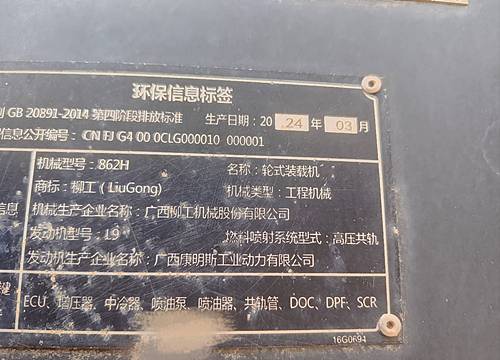 环保信息标签
GB 20891-2014 第四阶段排放标准 生产日期: 20 24 年 03 月
信息公开编号: CN FJ G4 00 0CLG000010 000001
机械型号: 862H 名称: 轮式装载机
商标: 柳工 (LiuGong) 机械类型: 工程机械
信息 机械生产企业名称: 广西柳工机械股份有限公司
发动机型号: L9 燃料喷射系统型式: 高压共轨
发动机生产企业名称: 广西康明斯工业动力有限公司
键
ECU、增压器、中冷器、喷油泵、喷油器、共轨管、DOC、DPF、SCR
16G0694